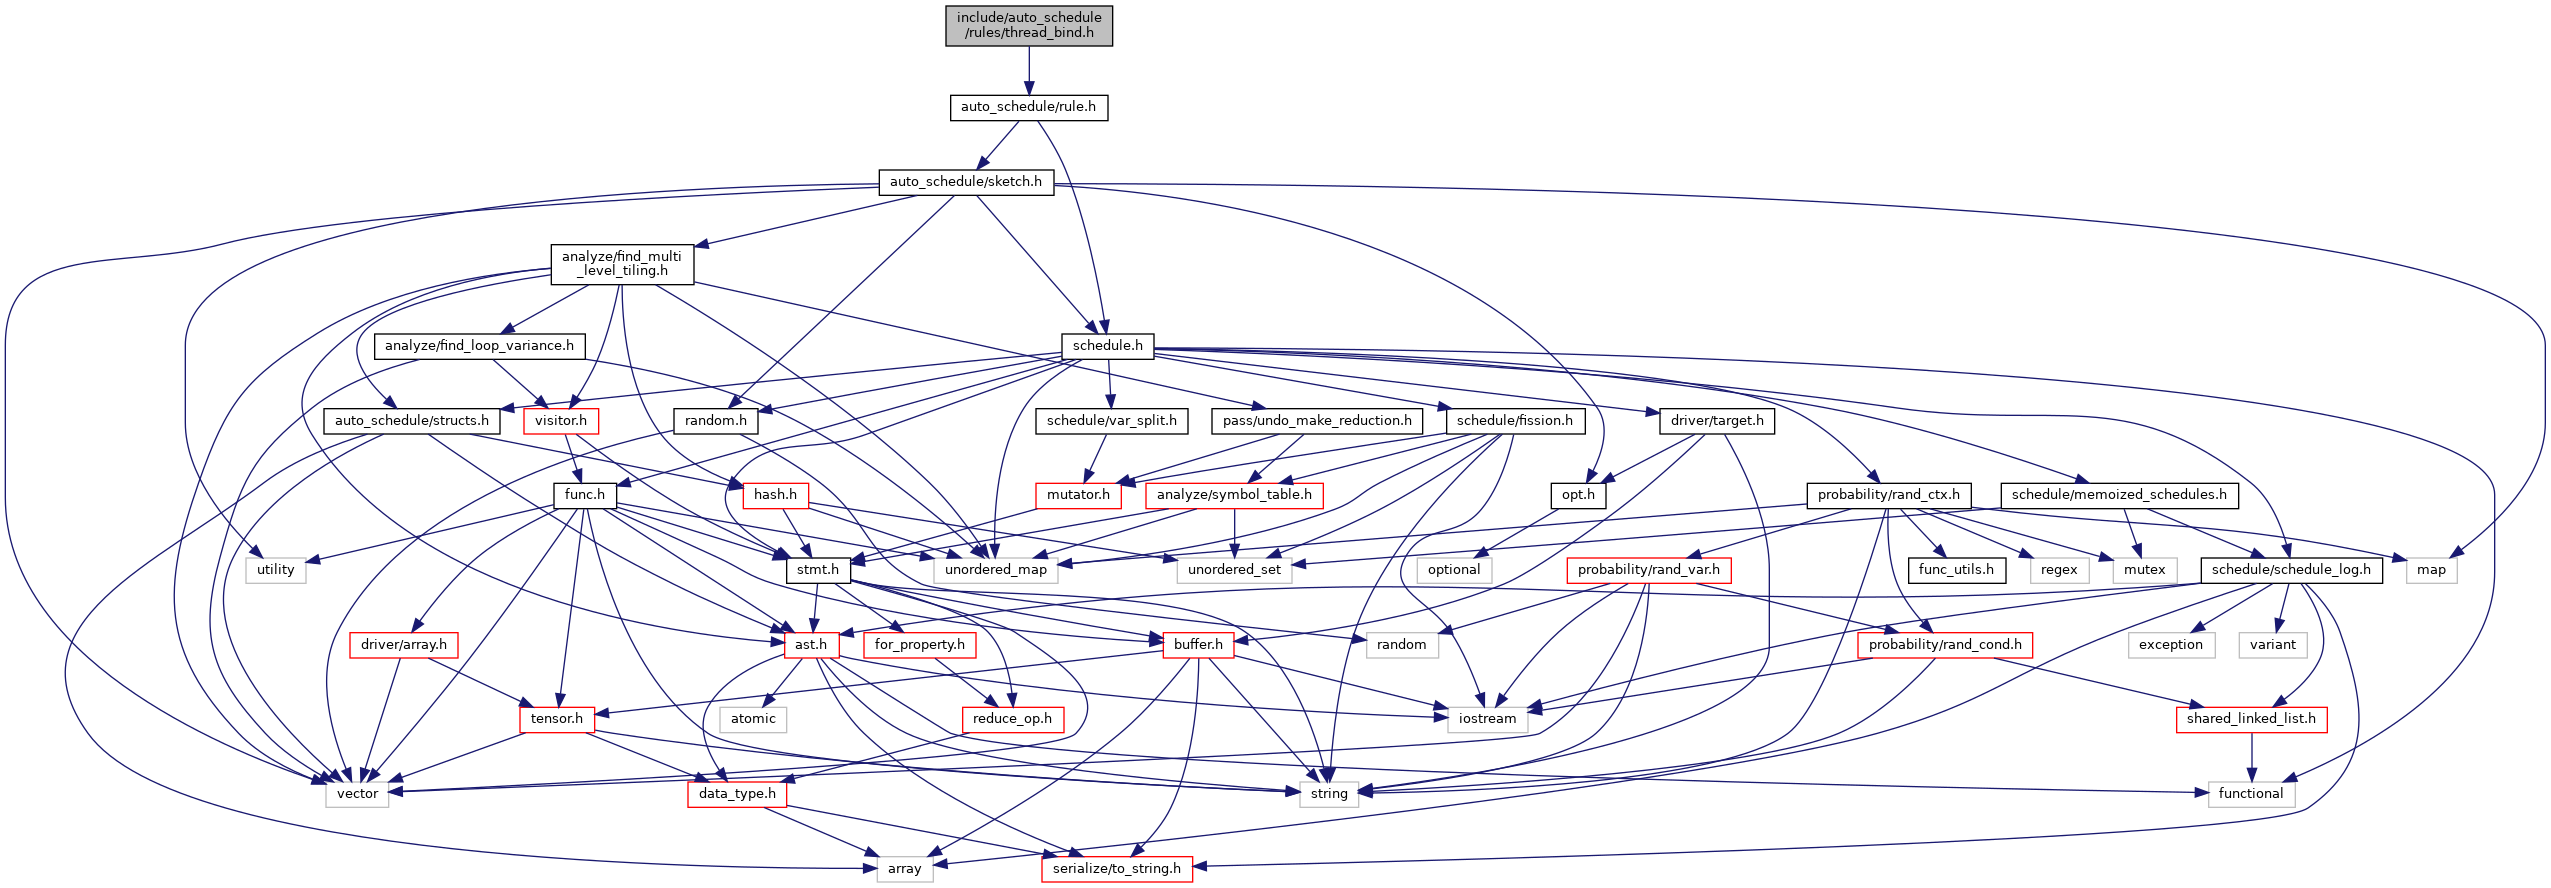 include/auto_schedule
/rules/thread_bind.h
auto_schedule/rule.h
auto_schedule/sketch.h
analyze/find_multi
_level_tiling.h
analyze/find_loop_variance.h
schedule.h
auto_schedule/structs.h
visitor.h
random.h
schedule/var_split.h
pass/undo_make_reduction.h
schedule/fission.h
driver/target.h
func.h
hash.h
mutator.h
analyze/symbol_table.h
opt.h
probability/rand_ctx.h
schedule/memoized_schedules.h
utility
stmt.h
unordered_map
unordered_set
optional
probability/rand_var.h
func_utils.h
regex
mutex
schedule/schedule_log.h
map
driver/array.h
ast.h
for_property.h
buffer.h
random
probability/rand_cond.h
exception
variant
tensor.h
atomic
reduce_op.h
iostream
shared_linked_list.h
vector
data_type.h
string
functional
array
serialize/to_string.h